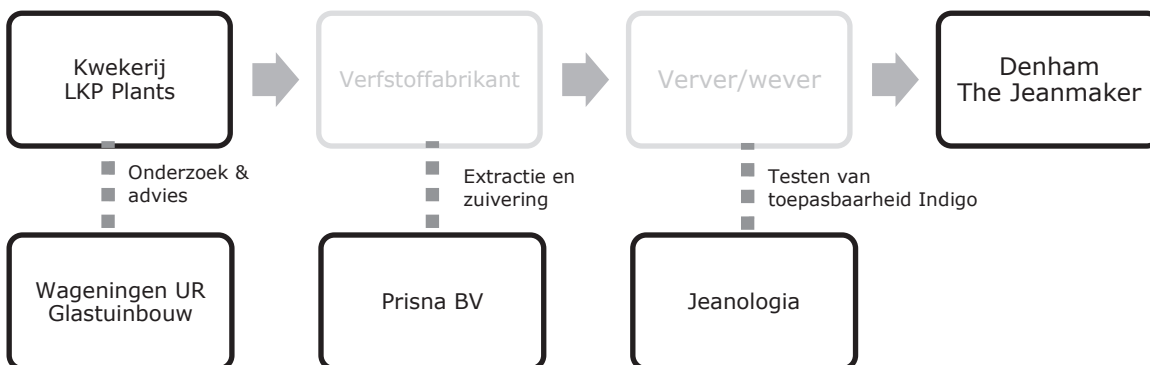 Kwekerij
LKP Plants
Verfstoffabrikant
Verver/wever
Denham
The Jeanmaker
Onderzoek &
advies
Extractie en
zuivering
Testen van
toepasbaarheid Indigo
Wageningen UR
Glastuinbouw
Prisna BV
Jeanologia